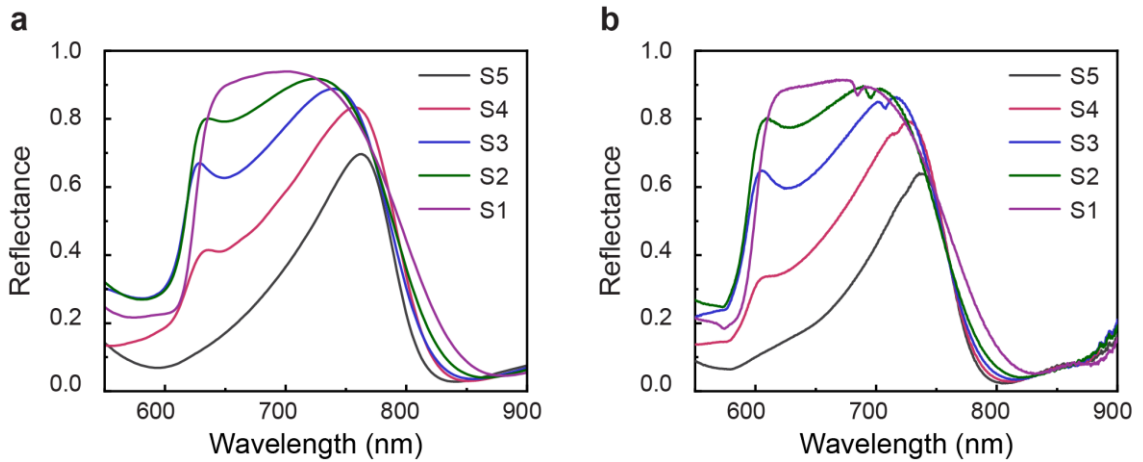 a
b
1.0
0.8
0.6
0.4
0.2
0.0
Reflectance
600
700
800
900
Wavelength (nm)
S5
S4
S3
S2
S1
1.0
0.8
0.6
0.4
0.2
0.0
Reflectance
600
700
800
900
Wavelength (nm)
S5
S4
S3
S2
S1